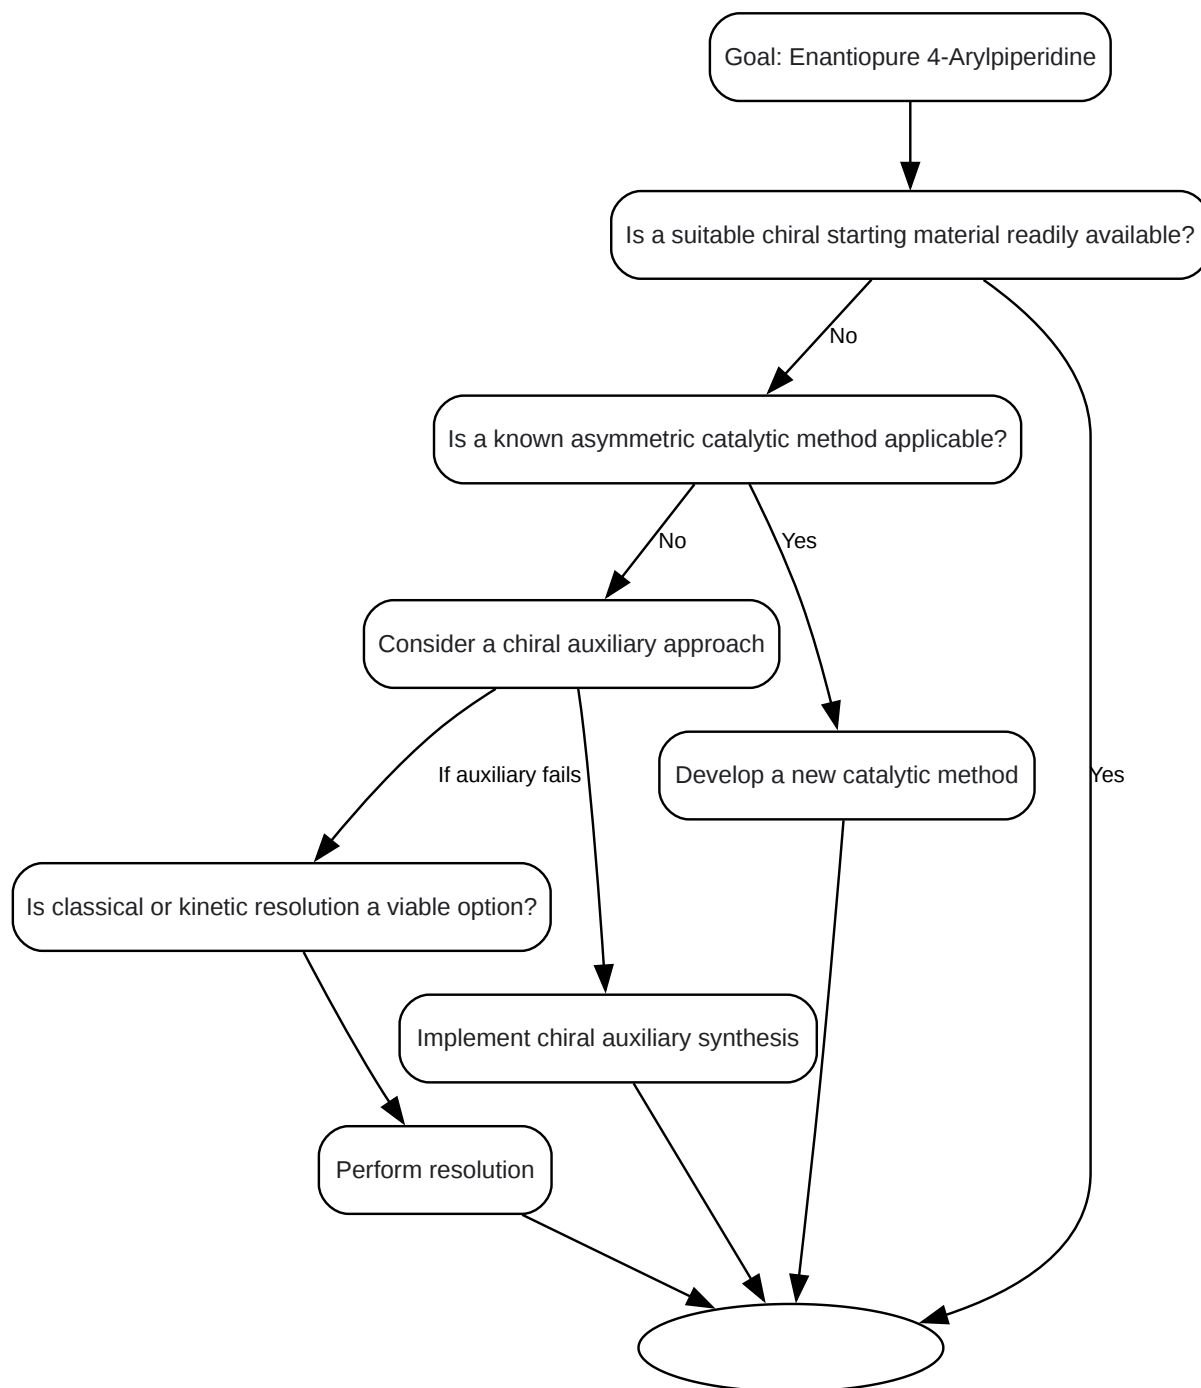 Goal: Enantiopure 4-Arylpiperidine
Is a suitable chiral starting material readily available?
No
Is a known asymmetric catalytic method applicable?
No
Yes
Consider a chiral auxiliary approach
If auxiliary fails
Develop a new catalytic method
Yes
Is classical or kinetic resolution a viable option?
Implement chiral auxiliary synthesis
Perform resolution